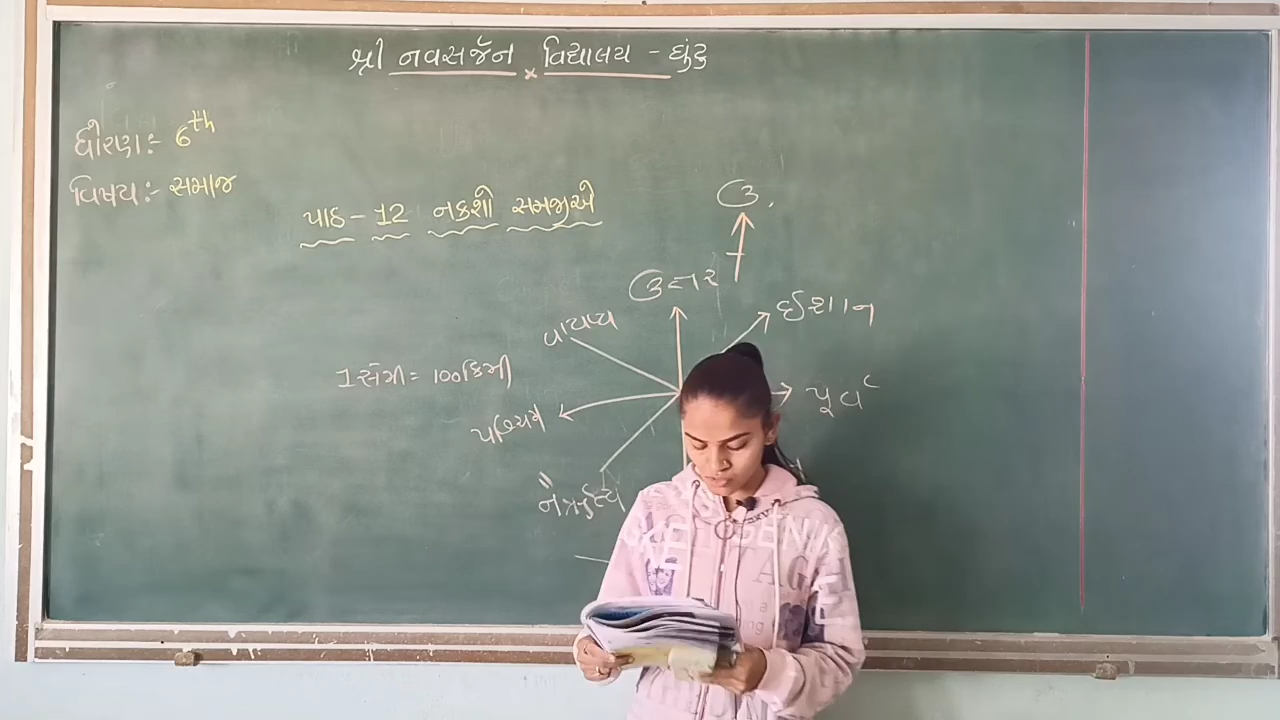 શ્રી નવસર્જન વિદ્યાલય - ઘુંટુ
ધોરણ:- 6th
વિષય:- સમાજ
પાઠ - 12 નકશો સમજીએ
ઉ.
ઉત્તર
ઈશાન
વાયવ્ય
1 સેમી = 100 કિમી
પૂર્વ
પશ્ચિમ
નૈઋત્ય